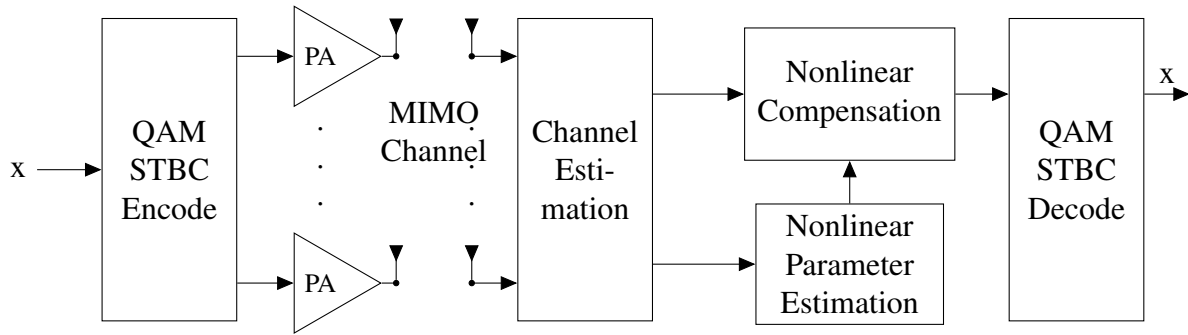 x
QAM
STBC
Encode
PA
PA
MIMO
Channel
Channel
Esti-
mation
Nonlinear
Compensation
Nonlinear
Parameter
Estimation
QAM
STBC
Decode
x